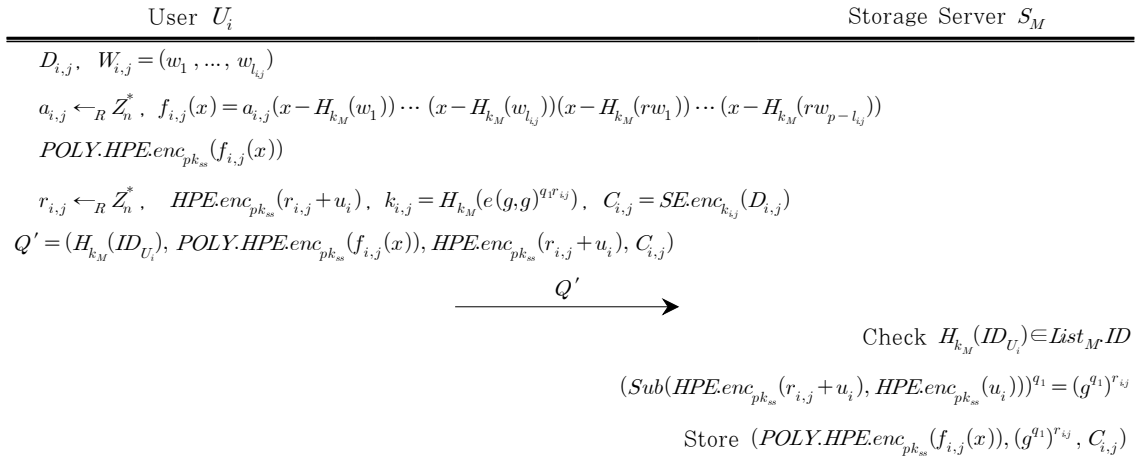 User U_i Storage Server S_M
D_{i,j}, W_{i,j} = (w_1, ..., w_{l_{ij}})
a_{i,j} ←_R Z_n^*, f_{i,j}(x) = a_{i,j}(x − H_{k_M}(w_1)) ⋯ (x − H_{k_M}(w_{l_{ij}}))(x − H_{k_M}(rw_1)) ⋯ (x − H_{k_M}(rw_{p−l_{ij}}))
POLY.HPE.enc_{pk_{ss}}(f_{i,j}(x))
r_{i,j} ←_R Z_n^*, HPE.enc_{pk_{ss}}(r_{i,j} + u_i), k_{i,j} = H_{k_M}(e(g,g)^{q_1 r_{ij}}), C_{i,j} = SE.enc_{k_{ij}}(D_{i,j})
Q′ = (H_{k_M}(ID_{U_i}), POLY.HPE.enc_{pk_{ss}}(f_{i,j}(x)), HPE.enc_{pk_{ss}}(r_{i,j} + u_i), C_{i,j})
Q′
Check H_{k_M}(ID_{U_i}) ∈ List_M.ID
(Sub(HPE.enc_{pk_{ss}}(r_{i,j} + u_i), HPE.enc_{pk_{ss}}(u_i)))^{q_1} = (g^{q_1})^{r_{ij}}
Store (POLY.HPE.enc_{pk_{ss}}(f_{i,j}(x)), (g^{q_1})^{r_{ij}}, C_{i,j})